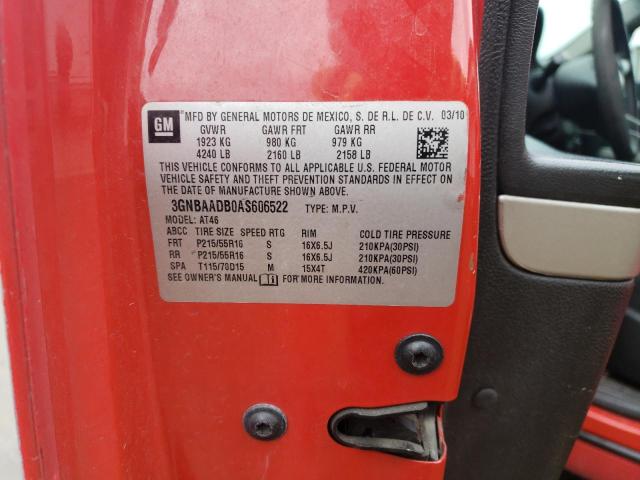 GM
MFD BY GENERAL MOTORS DE MEXICO, S. DE R.L. DE C.V. 03/10
GVWR GAWR FRT GAWR RR
1923 KG 980 KG 979 KG
4240 LB 2160 LB 2158 LB
THIS VEHICLE CONFORMS TO ALL APPLICABLE U.S. FEDERAL MOTOR
VEHICLE SAFETY AND THEFT PREVENTION STANDARDS IN EFFECT ON
THE DATE OF MANUFACTURE SHOWN ABOVE.
3GNBAADB0AS606522 TYPE: M.P.V.
MODEL: AT46
ABCC TIRE SIZE SPEED RTG RIM COLD TIRE PRESSURE
FRT P215/55R16 S 16X6.5J 210KPA(30PSI)
RR P215/55R16 S 16X6.5J 210KPA(30PSI)
SPA T115/70D15 M 15X4T 420KPA(60PSI)
SEE OWNER'S MANUAL FOR MORE INFORMATION.